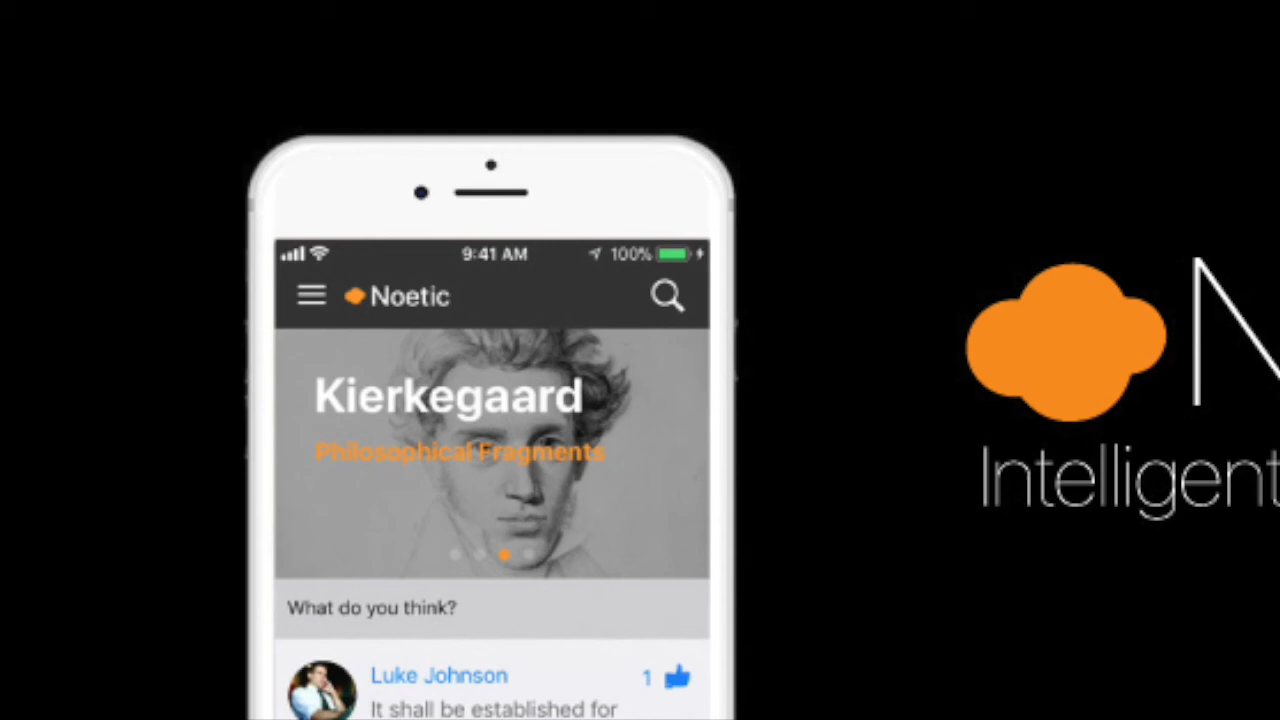 9:41 AM
100%
Noetic
Kierkegaard
Philosophical Fragments
What do you think?
Luke Johnson
1
It shall be established for
N
Intelligent